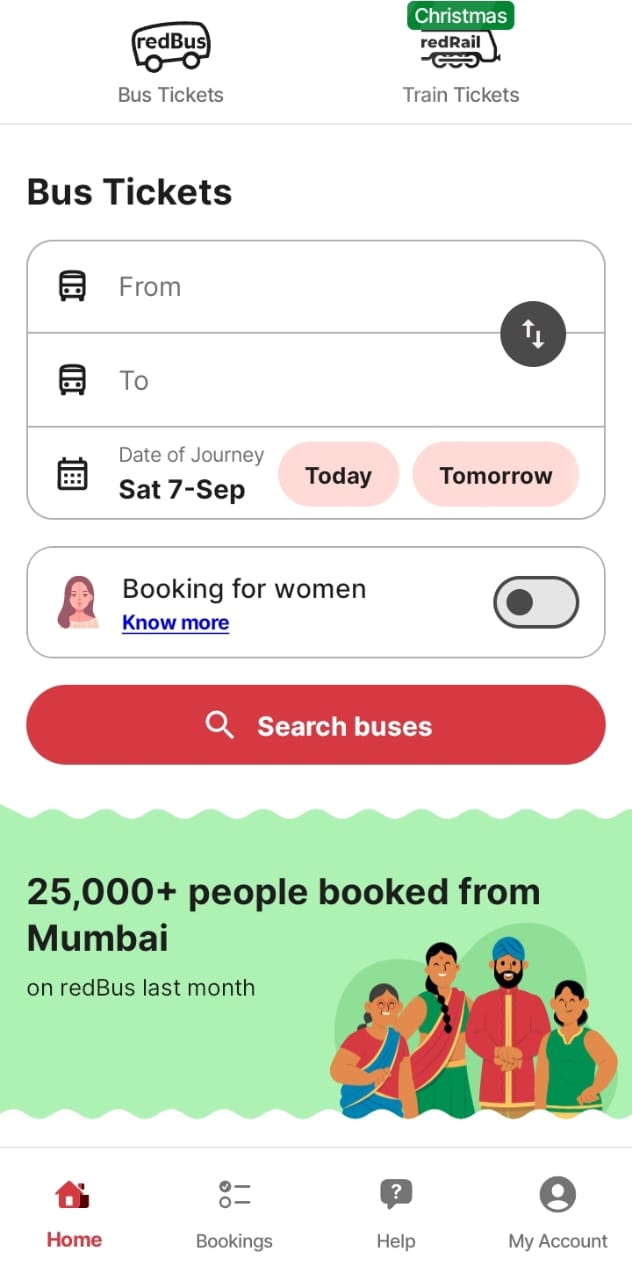 redBus
Bus Tickets
Christmas
redRail
Train Tickets
Bus Tickets
From
To
Date of Journey
Sat 7-Sep
Today
Tomorrow
Booking for women
Know more
Search buses
25,000+ people booked from
Mumbai
on redBus last month
?
Home
Bookings
Help
My Account